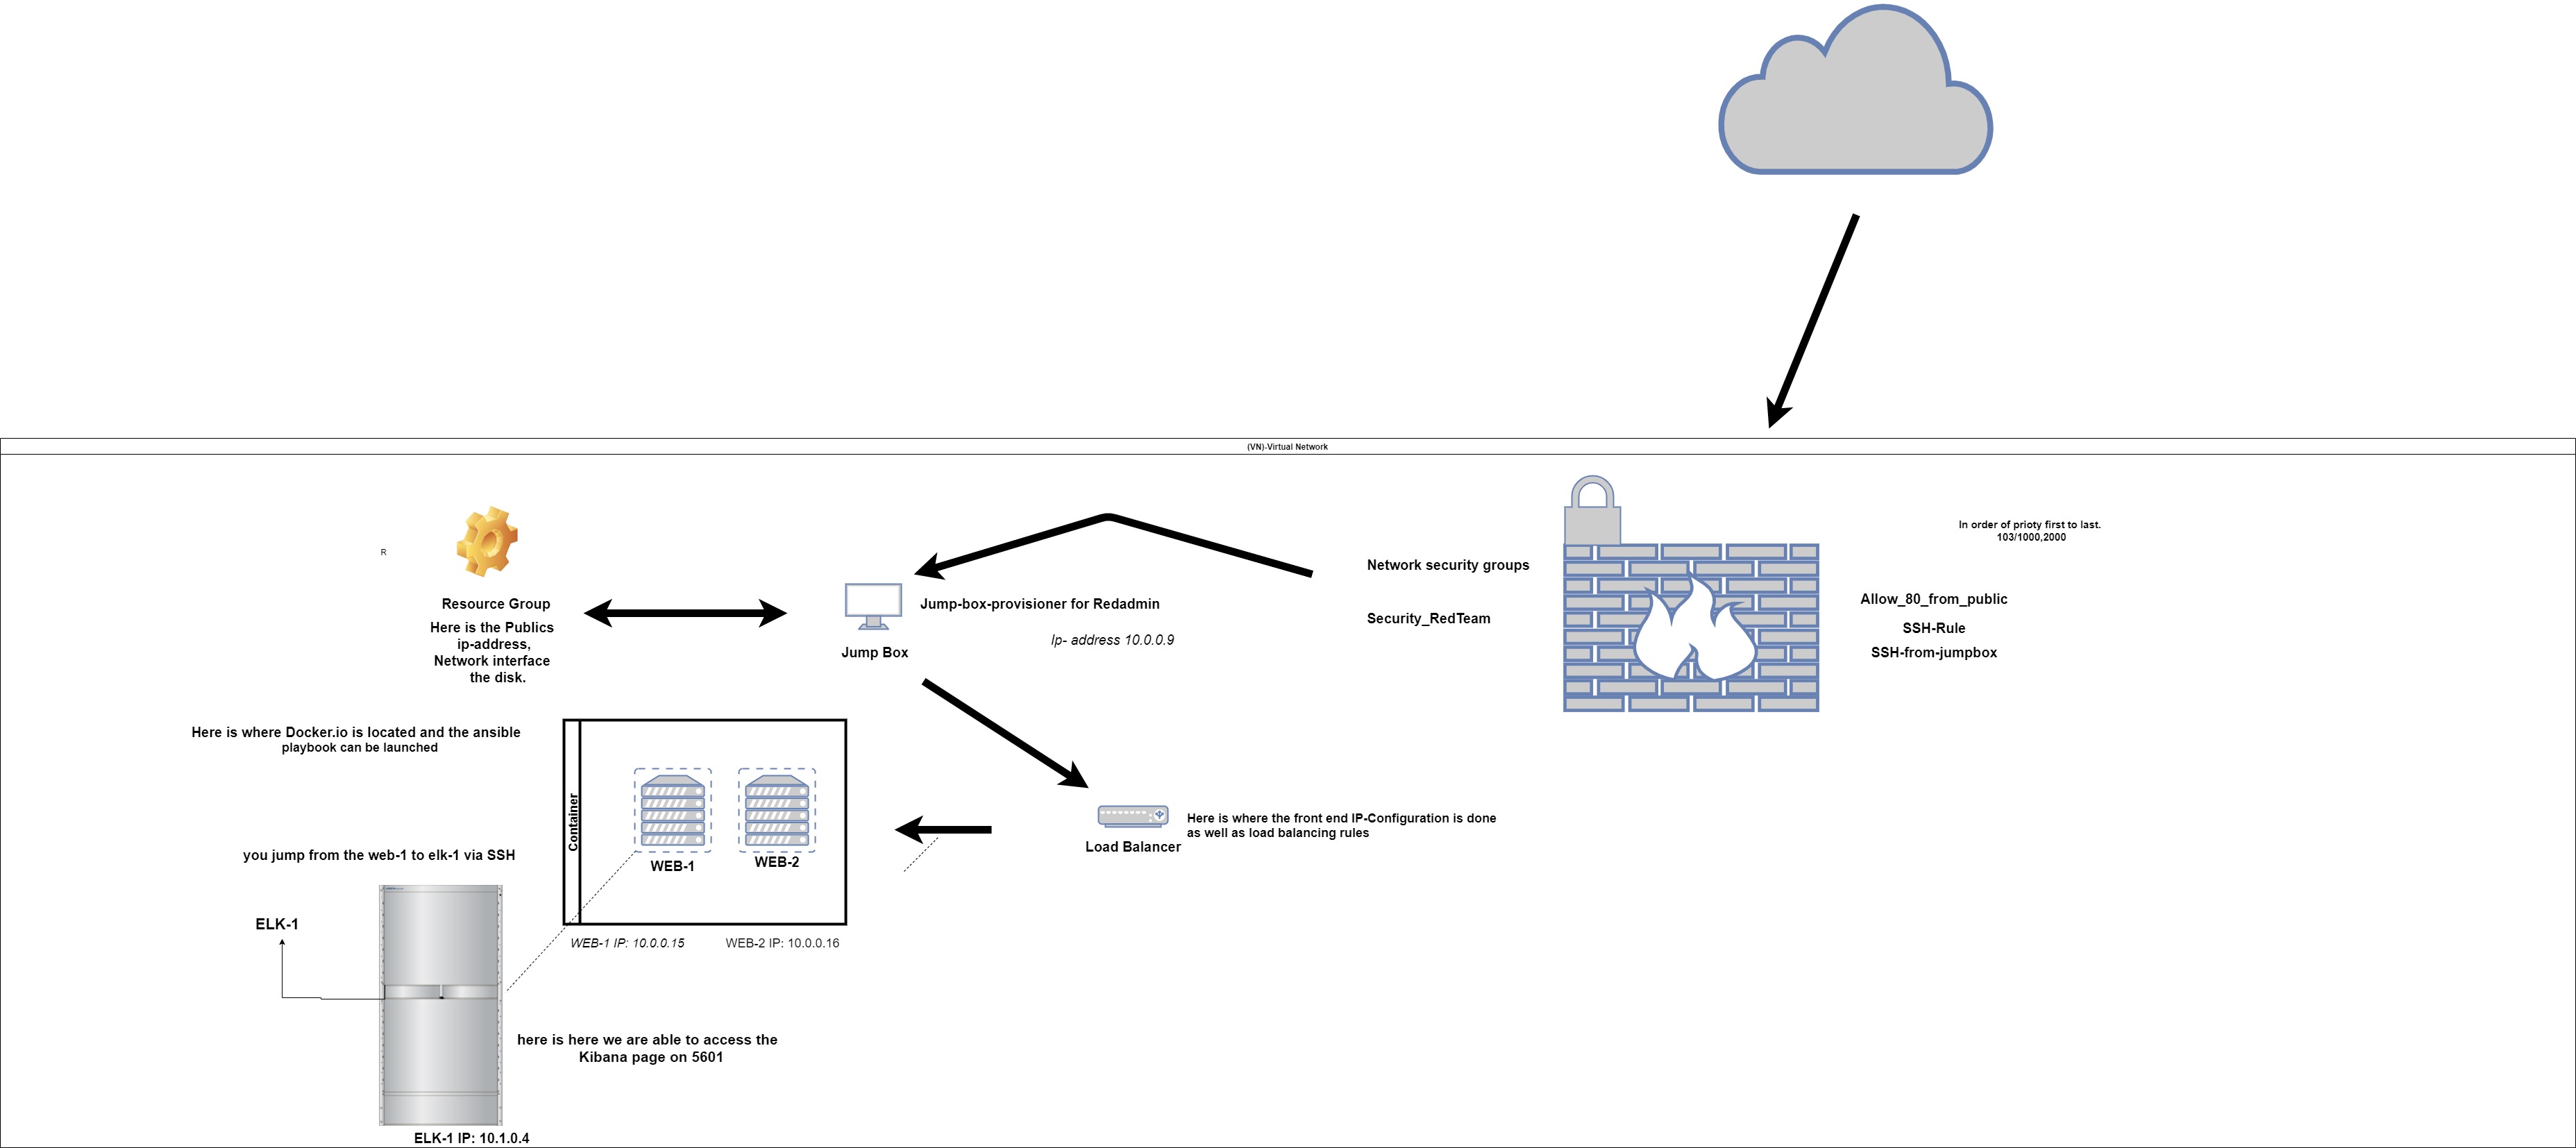 (VN)-Virtual Network
In order of prioty first to last.
103/1000,2000
R
Network security groups
Security_RedTeam
Allow_80_from_public
SSH-Rule
SSH-from-jumpbox
Resource Group
Here is the Publics
ip-address,
Network interface
the disk.
Jump-box-provisioner for Redadmin
Ip- address 10.0.0.9
Jump Box
Here is where Docker.io is located and the ansible
playbook can be launched
Container
WEB-1
WEB-2
Here is where the front end IP-Configuration is done
as well as load balancing rules
Load Balancer
you jump from the web-1 to elk-1 via SSH
ELK-1
WEB-1 IP: 10.0.0.15
WEB-2 IP: 10.0.0.16
here is here we are able to access the
Kibana page on 5601
ELK-1 IP: 10.1.0.4